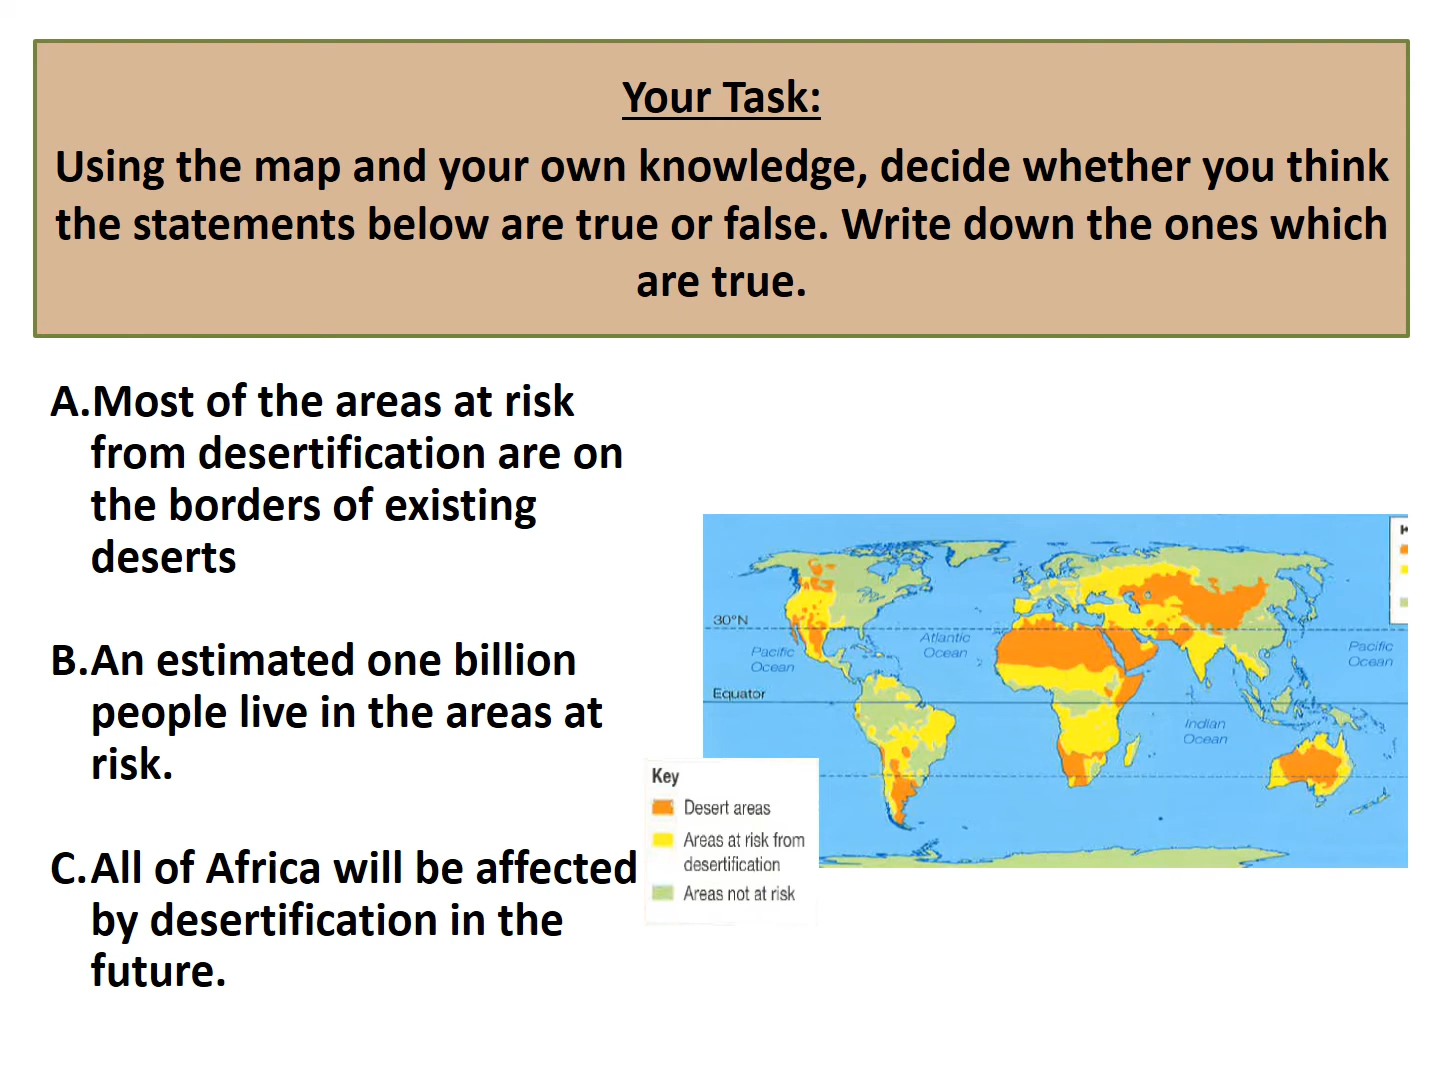 Your Task:
Using the map and your own knowledge, decide whether you think
the statements below are true or false. Write down the ones which
are true.
A.Most of the areas at risk
from desertification are on
the borders of existing
deserts
B.An estimated one billion
people live in the areas at
risk.
C.All of Africa will be affected
by desertification in the
future.
30°N
Atlantic
Ocean
Pacific
Ocean
Pacific
Ocean
Equator
Indian
Ocean
Key
Desert areas
Areas at risk from
desertification
Areas not at risk